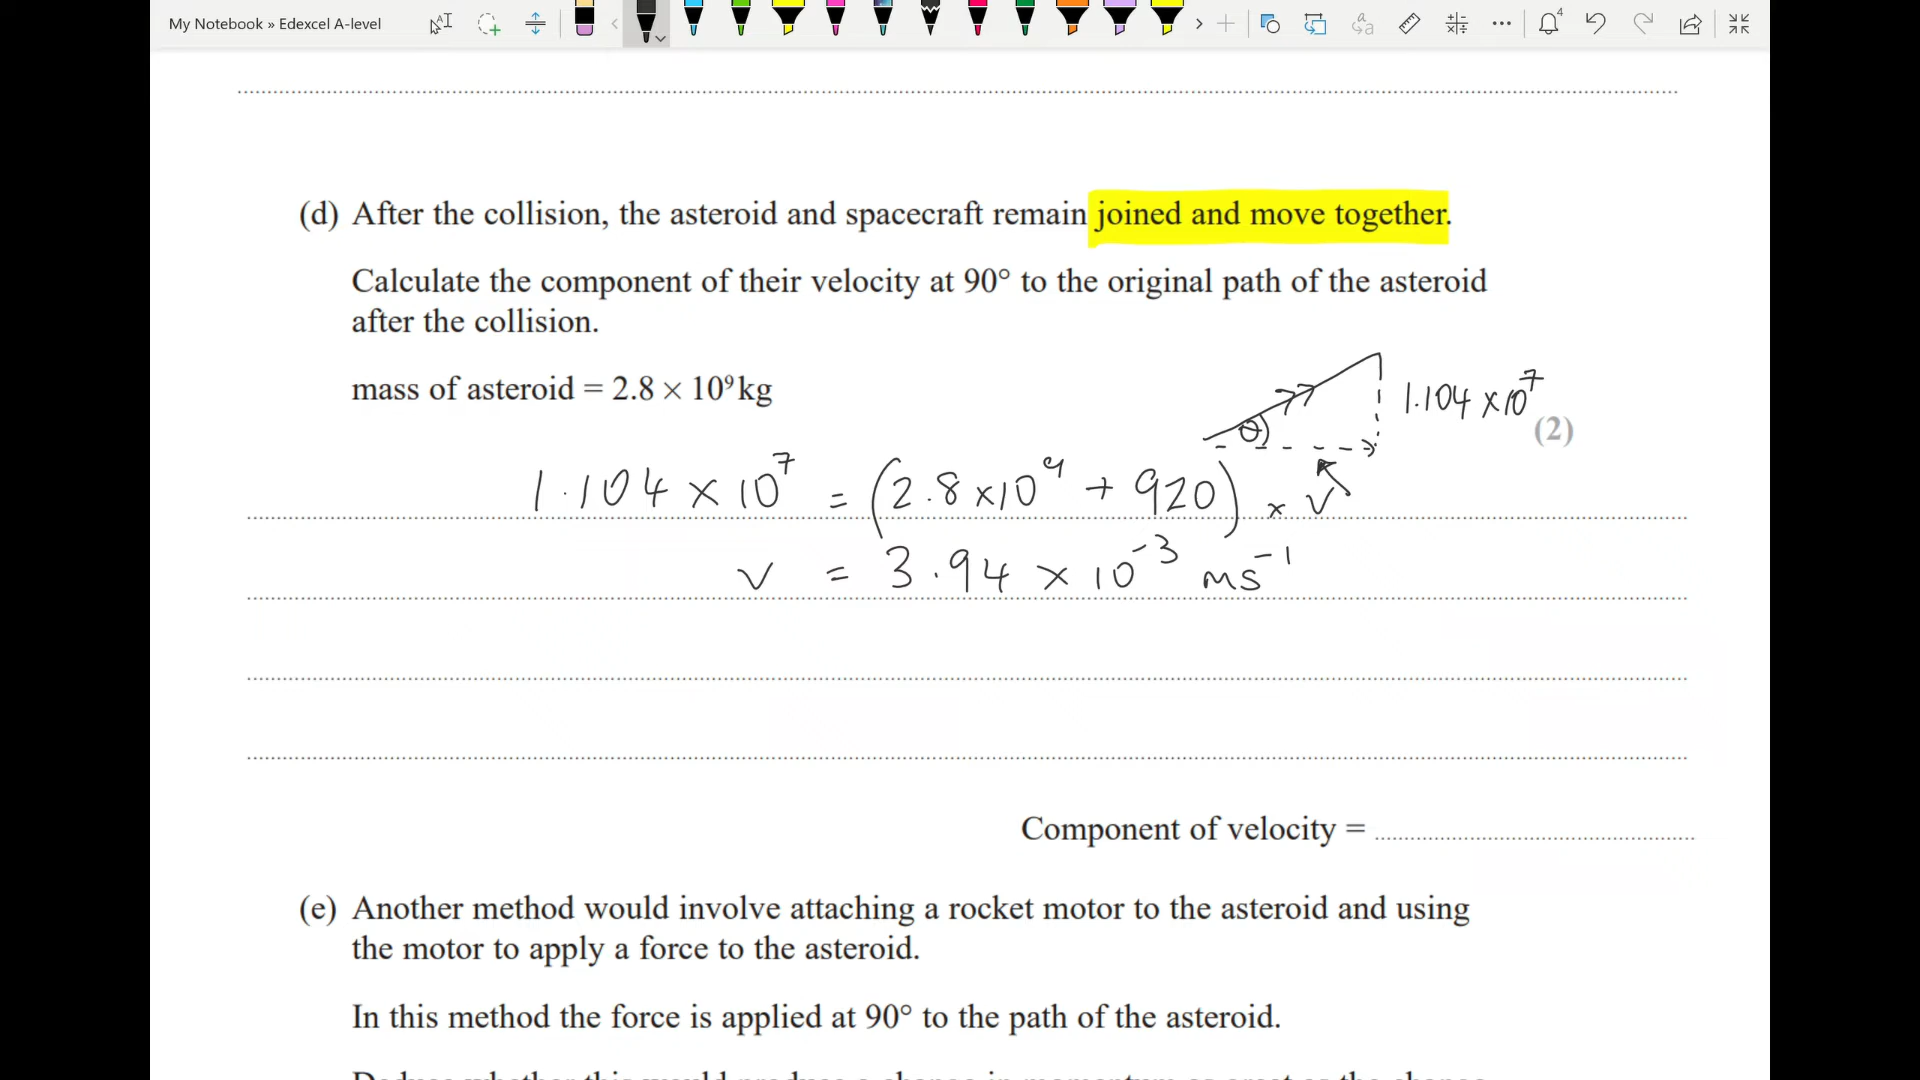 My Notebook » Edexcel A-level
(d) After the collision, the asteroid and spacecraft remain joined and move together.
Calculate the component of their velocity at 90° to the original path of the asteroid
after the collision.
mass of asteroid = 2.8 × 10⁹ kg
θ
1.104 × 10⁷
(2)
1.104 × 10⁷ = (2.8 × 10⁹ + 920) × v
v = 3.94 × 10⁻³ ms⁻¹
Component of velocity =
(e) Another method would involve attaching a rocket motor to the asteroid and using
the motor to apply a force to the asteroid.
In this method the force is applied at 90° to the path of the asteroid.